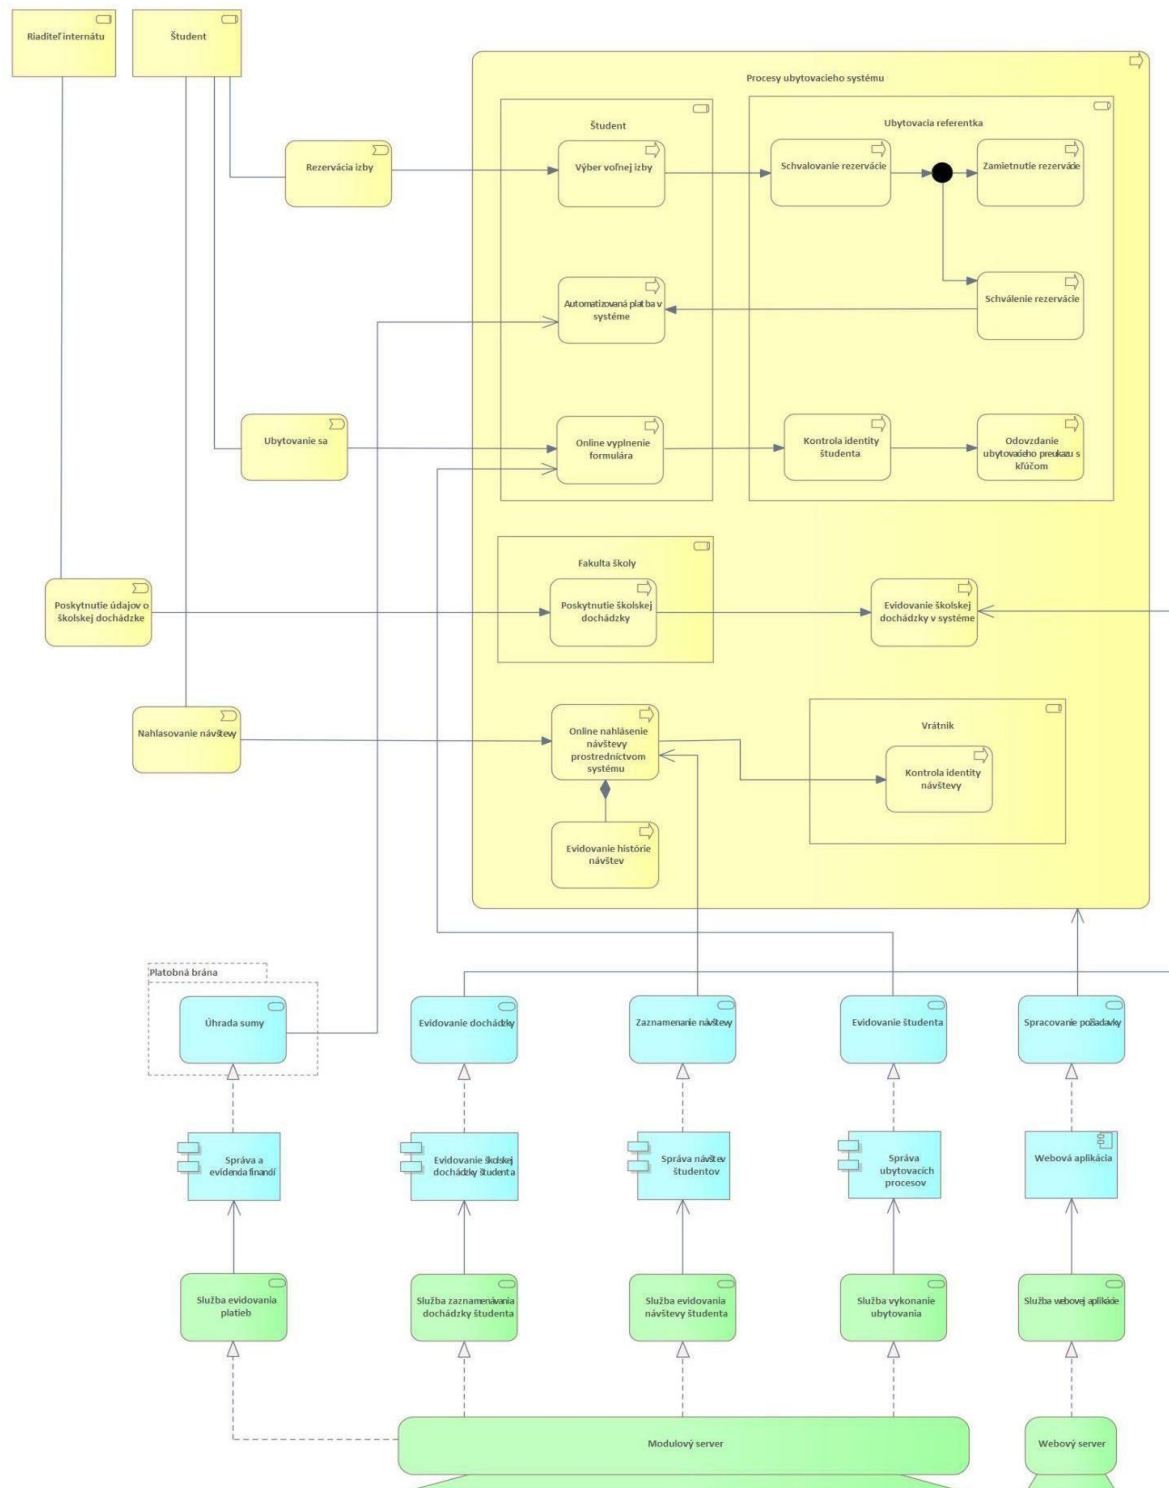 Riaditeľ internátu
Študent
Procesy ubytovacieho systému
Študent
Ubytovacia referentka
Rezervácia izby
Výber voľnej izby
Schvalovanie rezervácie
Zamietnutie rezervácie
Automatizovaná platba v
systéme
Schválenie rezervácie
Ubytovanie sa
Online vyplnenie
formulára
Kontrola identity
študenta
Odovzdanie
ubytovacieho preukazu s
kľúčom
Fakulta školy
Poskytnutie údajov o
školskej dochádzke
Poskytnutie školskej
dochádzky
Evidovanie školskej
dochádzky v systéme
Nahlasovanie návštevy
Online nahlásenie
návštevy
prostredníctvom
systému
Vrátnik
Kontrola identity
návštevy
Evidovanie histórie
návštev
Platobná brána
Úhrada sumy
Evidovanie dochádzky
Zaznamenanie návštevy
Evidovanie študenta
Spracovanie požiadavky
Správa a
evidencia financií
Evidovanie školskej
dochádzky študenta
Správa návštev
študentov
Správa
ubytovacích
procesov
Webová aplikácia
Služba evidovania
platieb
Služba zaznamenávania
dochádzky študenta
Služba evidovania
návštevy študenta
Služba vykonanie
ubytovania
Služba webovej aplikácie
Modulový server
Webový server